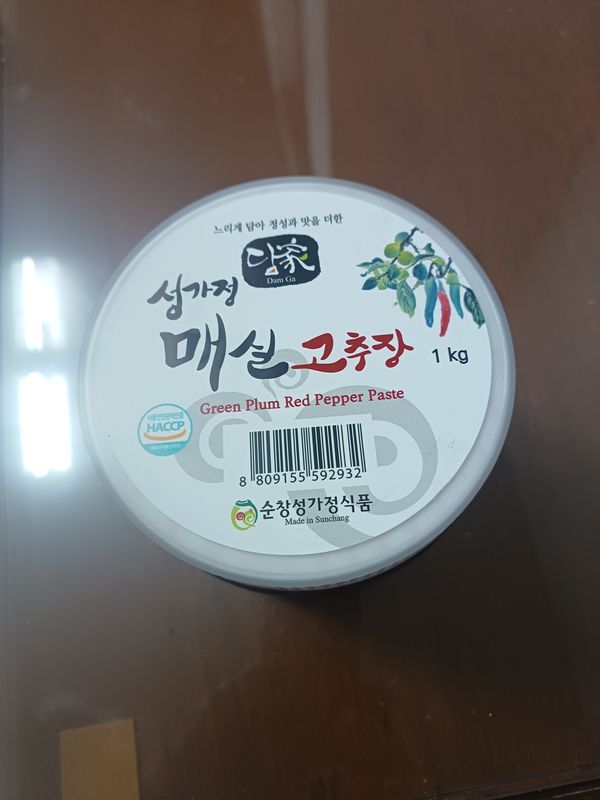 느리게 담아 정성과 맛을 더한
담家
Dam Ga
성가정
매실 고추장 1 kg
Green Plum Red Pepper Paste
HACCP
8 809155 592932
순창성가정식품
Made in Sunchang